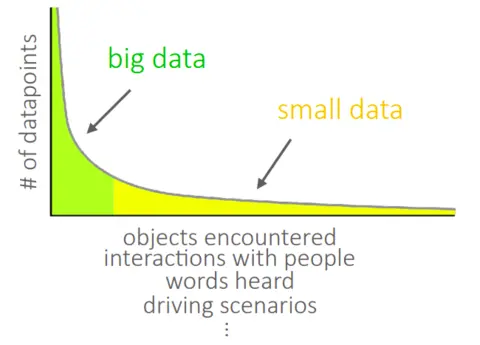 big data
small data
# of datapoints
objects encountered
interactions with people
words heard
driving scenarios
⋮